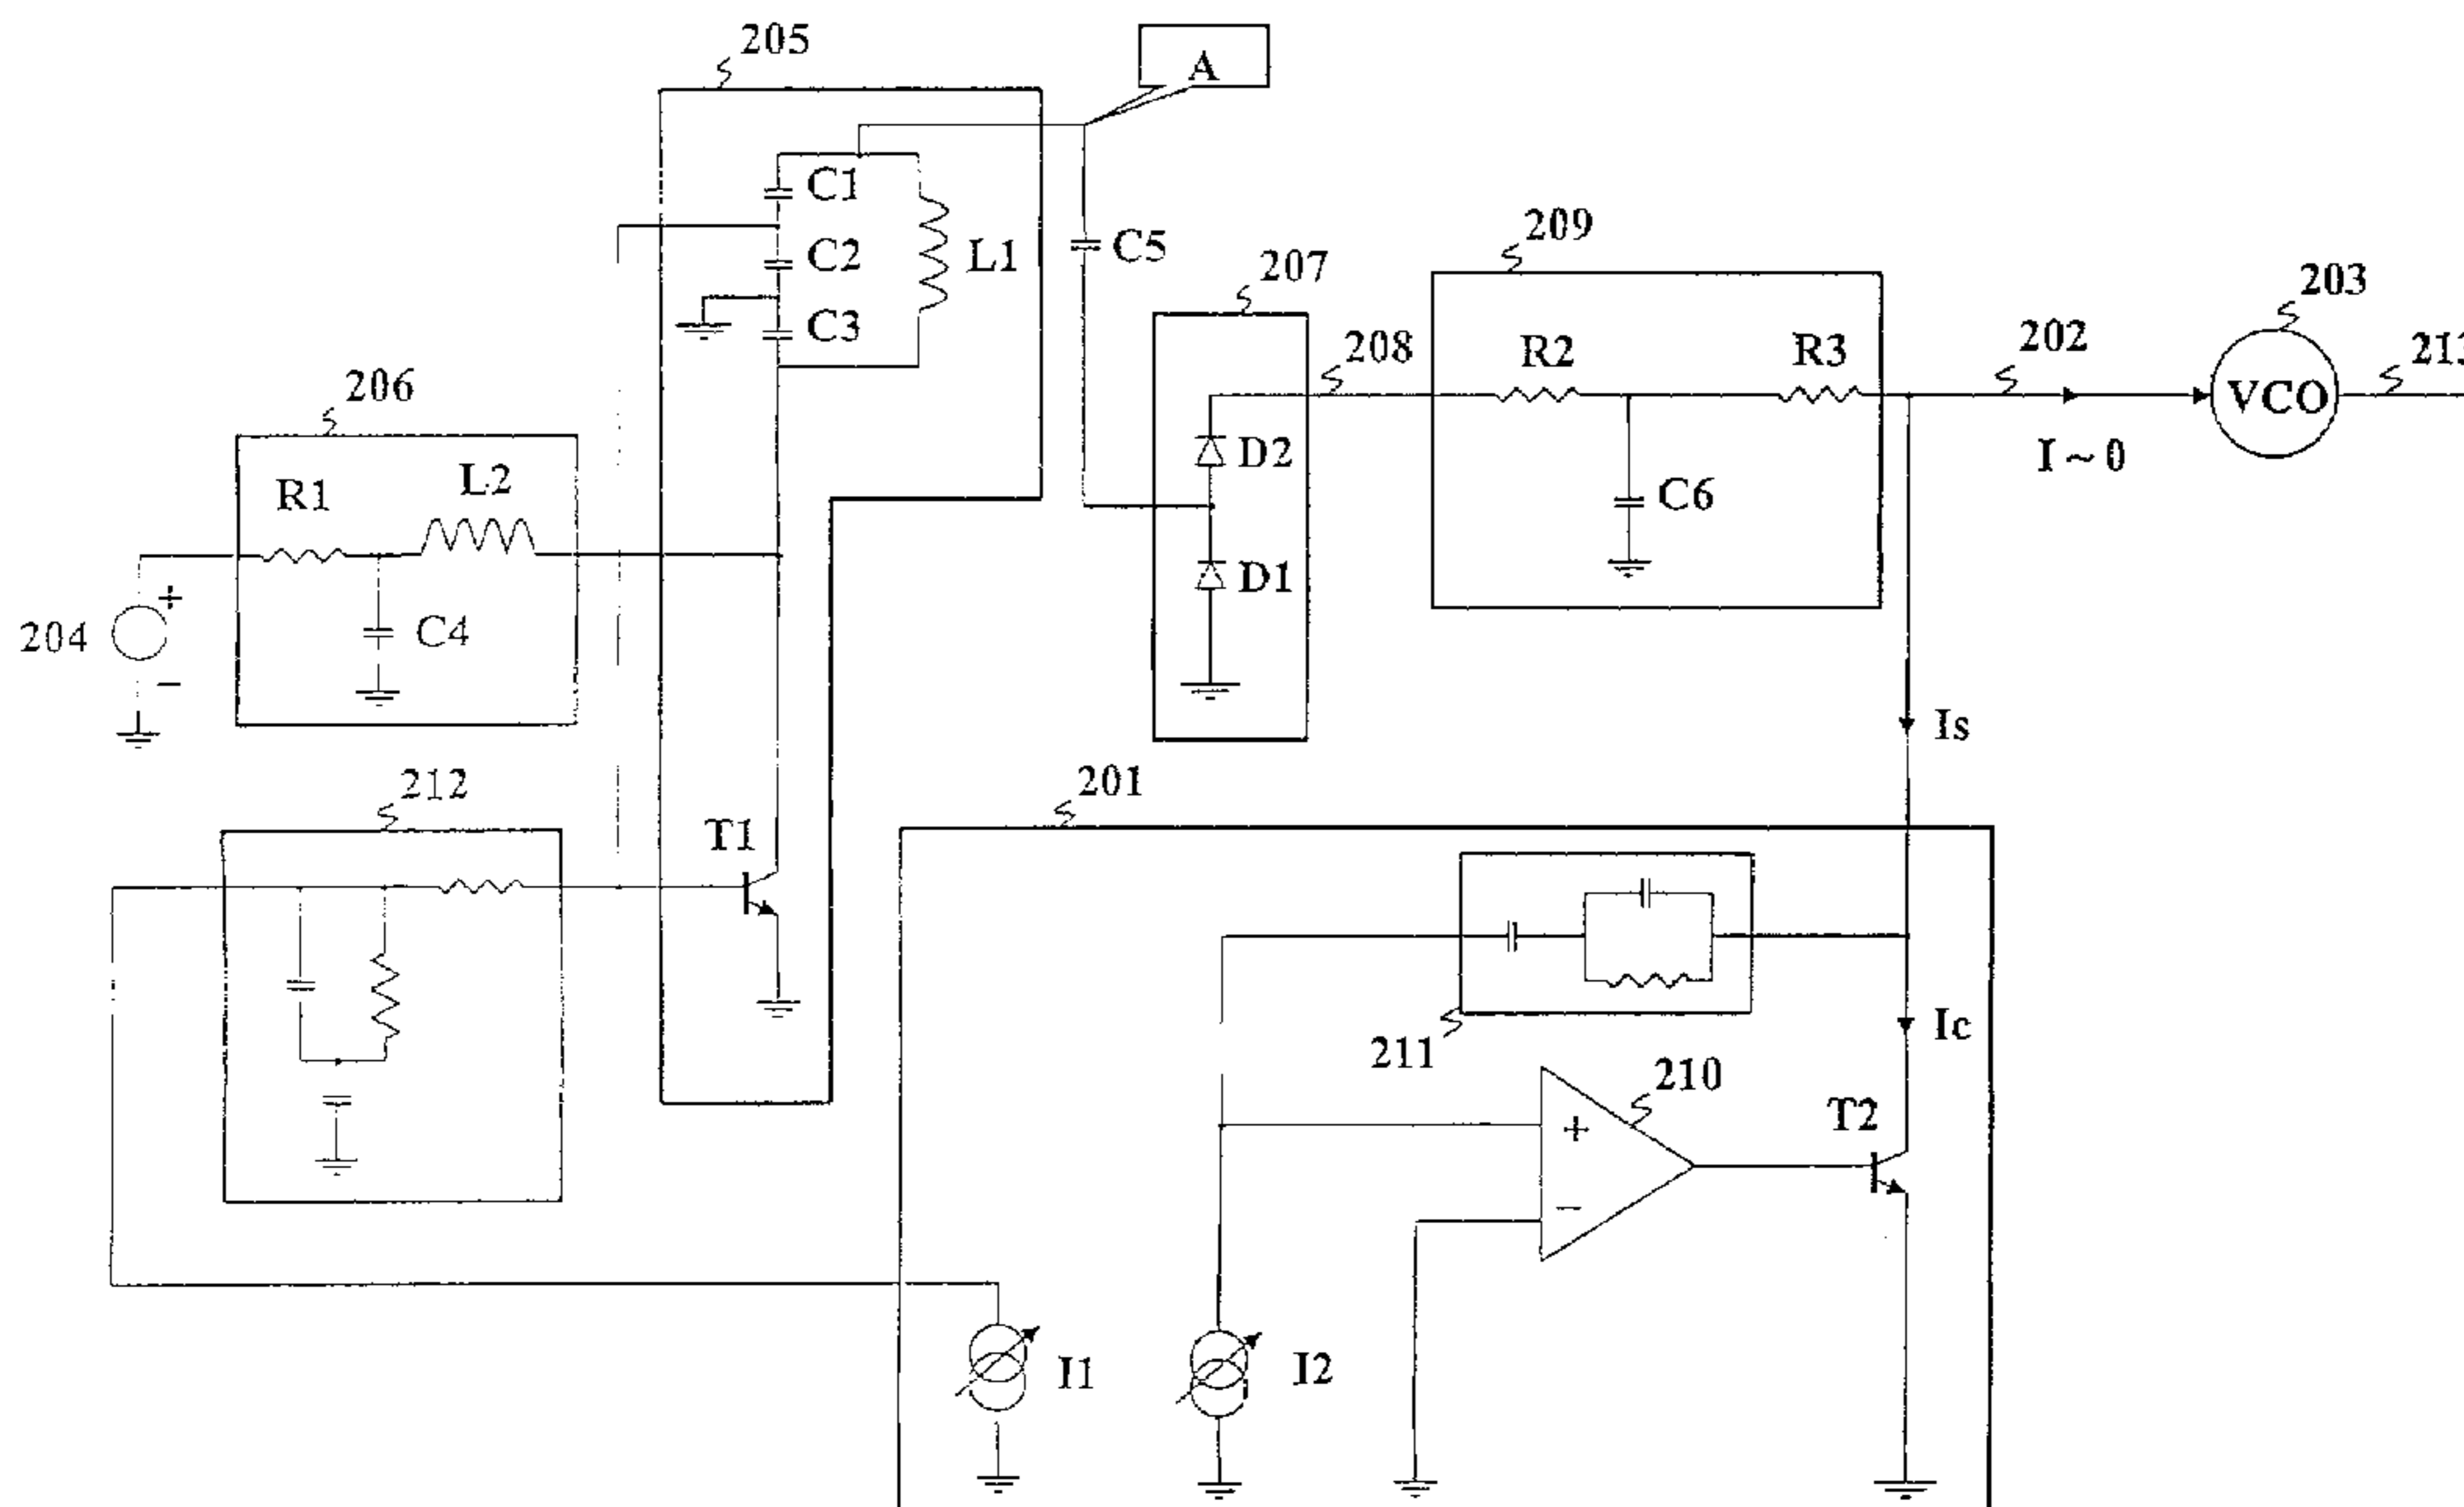 205
A
C1
C2
L1
C3
C5
207
209
203
206
208
R2
R3
202
213
VCO
R1
L2
D2
C6
I ~ 0
204
+
C4
D1
−
Is
212
201
T1
Ic
211
210
+
T2
−
I1
I2